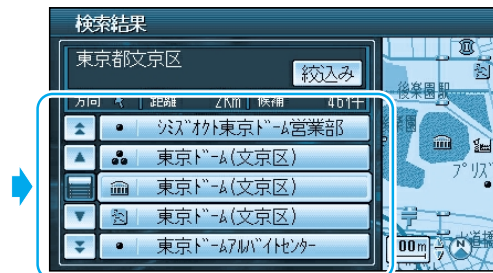 検索結果
東京都文京区
絞込み
方向 距離 2Km 候補 46件
ｼﾐｽﾞｵｸﾄ東京ﾄﾞｰﾑ営業部
東京ﾄﾞｰﾑ(文京区)
東京ﾄﾞｰﾑ(文京区)
東京ﾄﾞｰﾑ(文京区)
東京ﾄﾞｰﾑｱﾙﾊﾞｲﾄｾﾝﾀｰ
後楽園駅
ﾌﾟﾘｽﾞ
00m